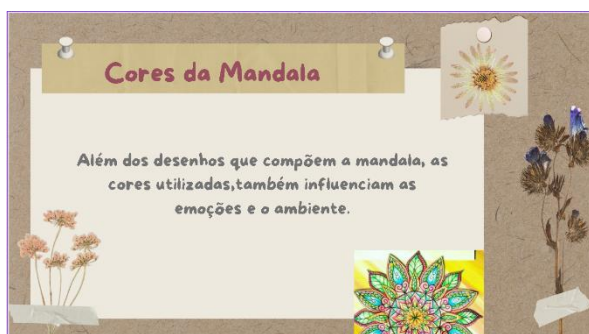 Cores da Mandala
Além dos desenhos que compõem a mandala, as
cores utilizadas,também influenciam as
emoções e o ambiente.